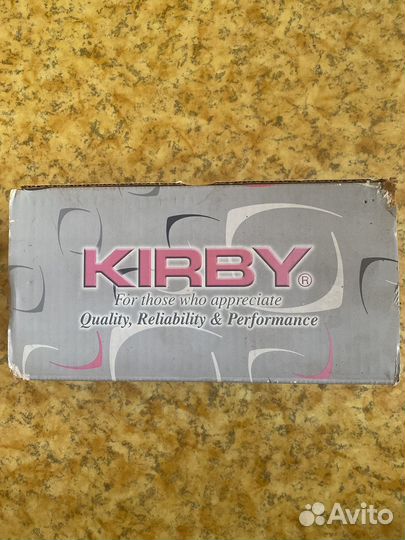 KIRBY®
For those who appreciate
Quality, Reliability & Performance
Avito